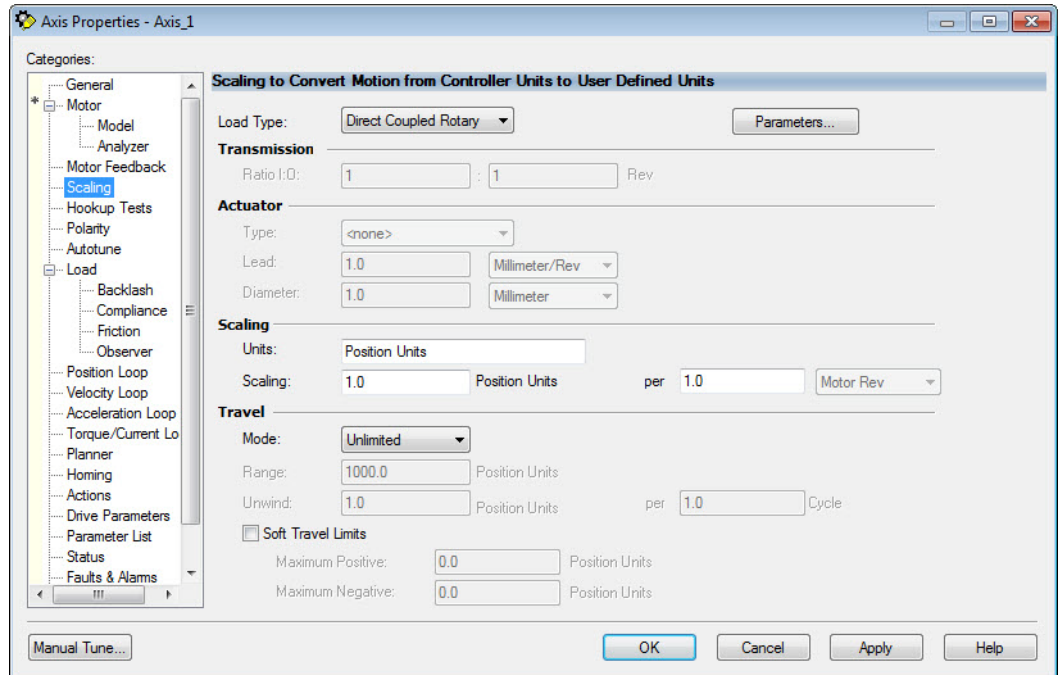 Axis Properties - Axis_1
Categories:
General
* Motor
Model
Analyzer
Motor Feedback
Scaling
Hookup Tests
Polarity
Autotune
Load
Backlash
Compliance
Friction
Observer
Position Loop
Velocity Loop
Acceleration Loop
Torque/Current Lo
Planner
Homing
Actions
Drive Parameters
Parameter List
Status
Faults & Alarms
Scaling to Convert Motion from Controller Units to User Defined Units
Load Type: Direct Coupled Rotary Parameters...
Transmission
Ratio I:O: 1 : 1 Rev
Actuator
Type: <none>
Lead: 1.0 Millimeter/Rev
Diameter: 1.0 Millimeter
Scaling
Units: Position Units
Scaling: 1.0 Position Units per 1.0 Motor Rev
Travel
Mode: Unlimited
Range: 1000.0 Position Units
Unwind: 1.0 Position Units per 1.0 Cycle
Soft Travel Limits
Maximum Positive: 0.0 Position Units
Maximum Negative: 0.0 Position Units
Manual Tune... OK Cancel Apply Help